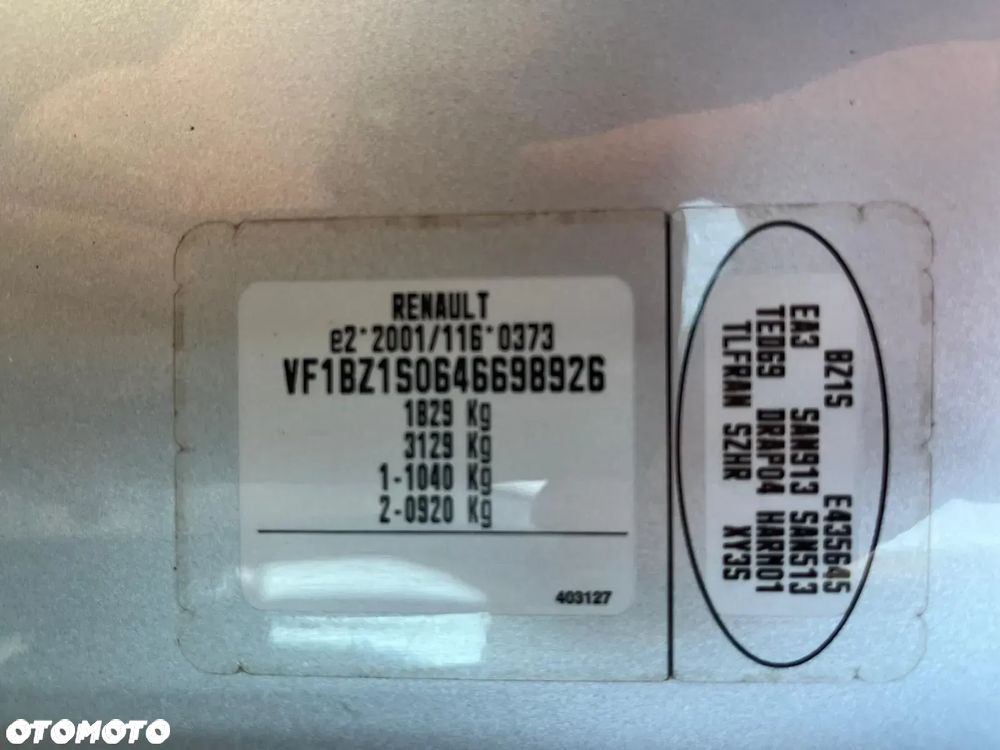 RENAULT
e2*2001/116*0373
VF1BZ1S0646698926
1829 Kg
3129 Kg
1-1040 Kg
2-0920 Kg
403127
BZ1S E435645
EA3 SAN913 SAN513
TED69 DRAP04 HARM01
TLFRAN SZHR XY3S
OTOMOTO